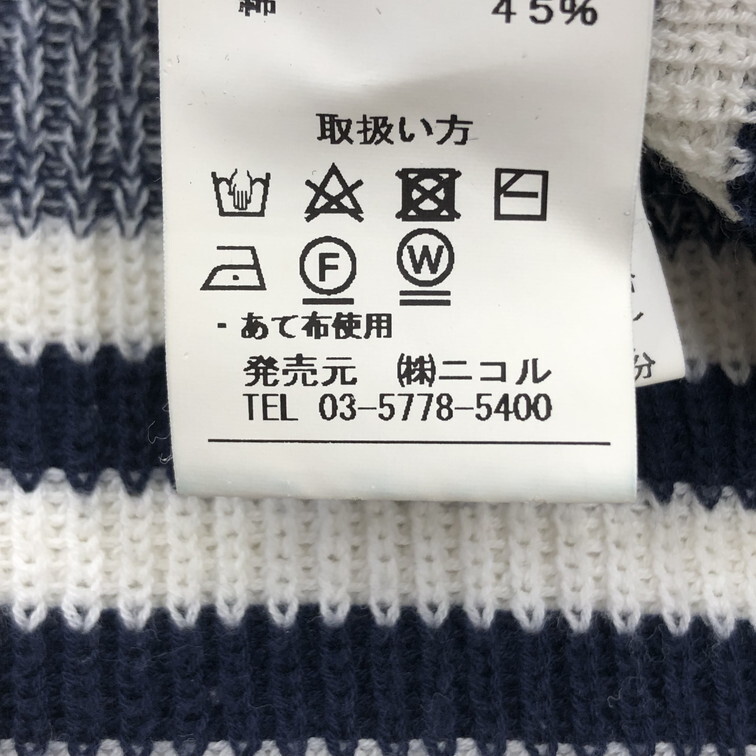 綿 45%
取扱い方
F W
・あて布使用
発売元 ㈱ニコル
TEL 03-5778-5400